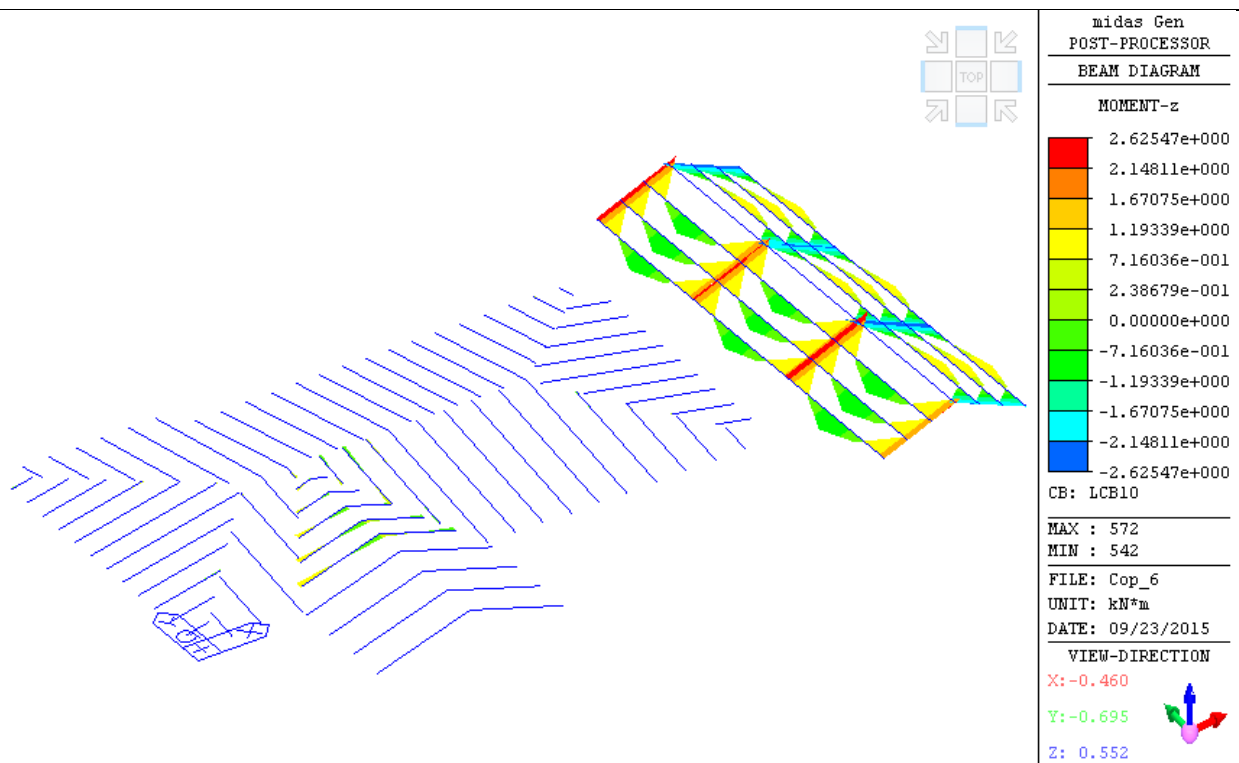 TOP
midas Gen
POST-PROCESSOR
BEAM DIAGRAM
MOMENT-z
2.62547e+000
2.14811e+000
1.67075e+000
1.19339e+000
7.16036e-001
2.38679e-001
0.00000e+000
-7.16036e-001
-1.19339e+000
-1.67075e+000
-2.14811e+000
-2.62547e+000
CB: LCB10
MAX : 572
MIN : 542
FILE: Cop_6
UNIT: kN*m
DATE: 09/23/2015
VIEW-DIRECTION
X:-0.460
Y:-0.695
Z: 0.552
X